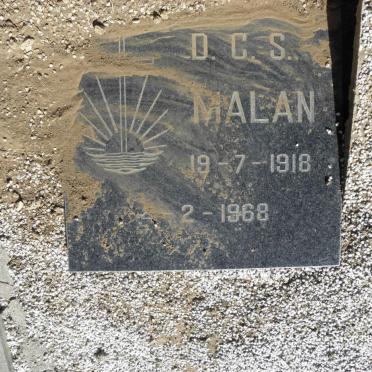 D. C. S.
MALAN
19-7-1918
2-1968